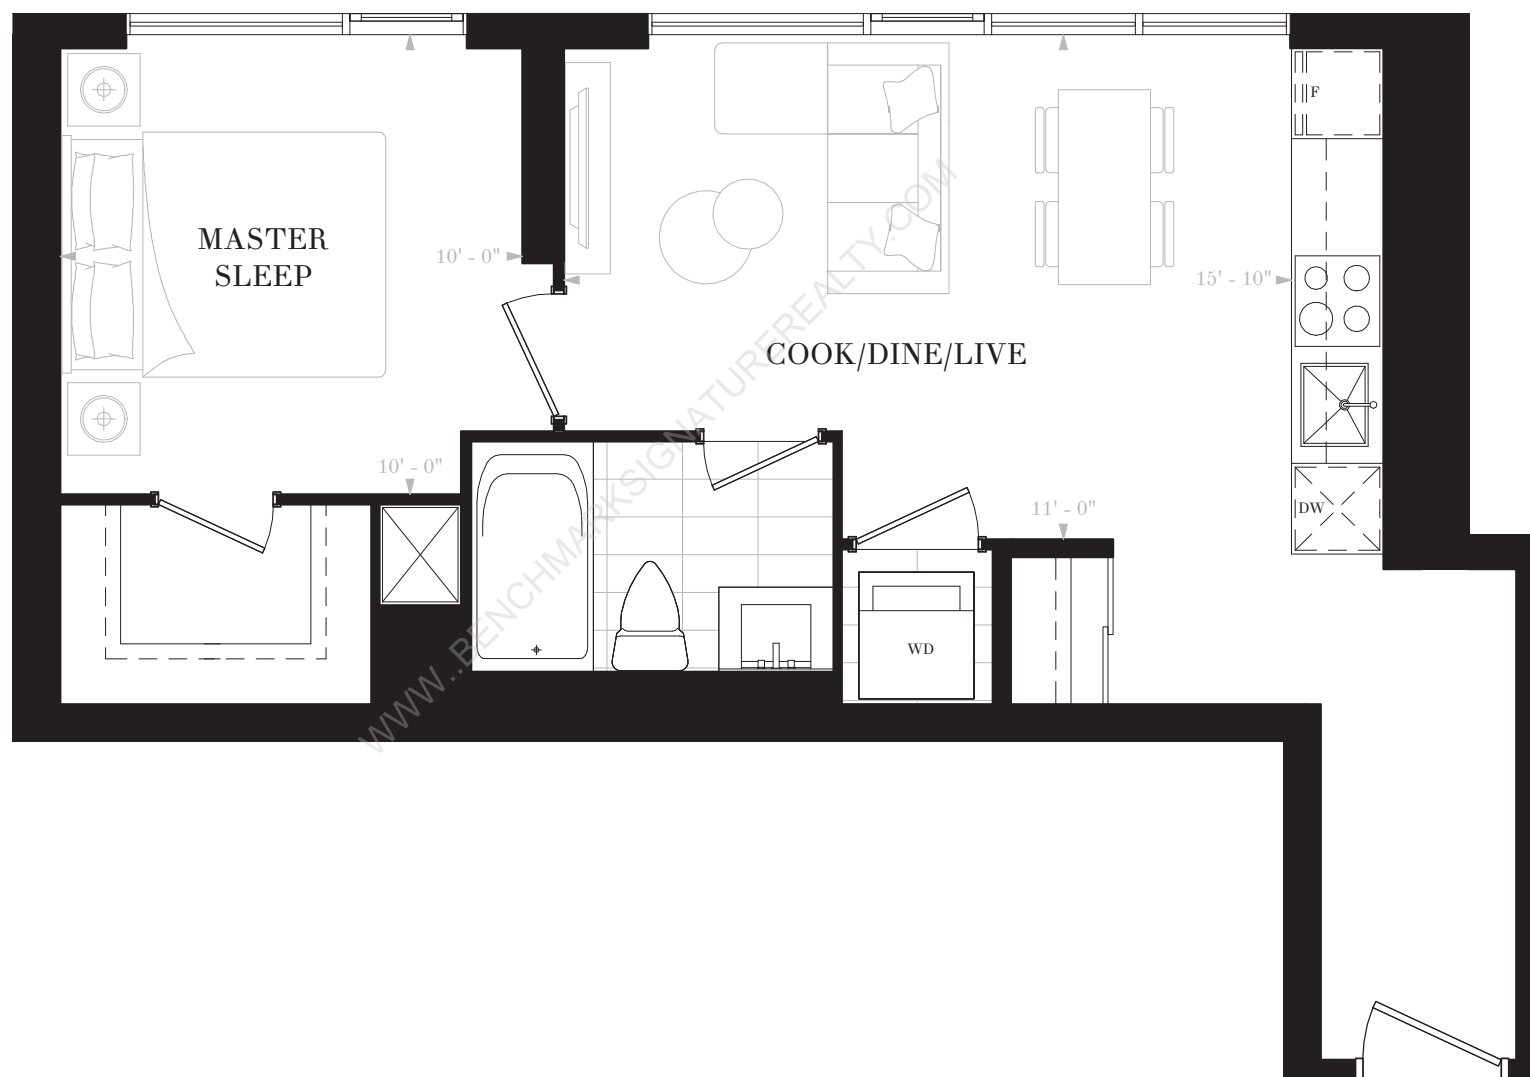 F
MASTER
SLEEP
10' - 0"
15' - 10"
COOK/DINE/LIVE
10' - 0"
11' - 0"
DW
WD
WWW..BENCHMARKSIGNATUREREALTY.COM